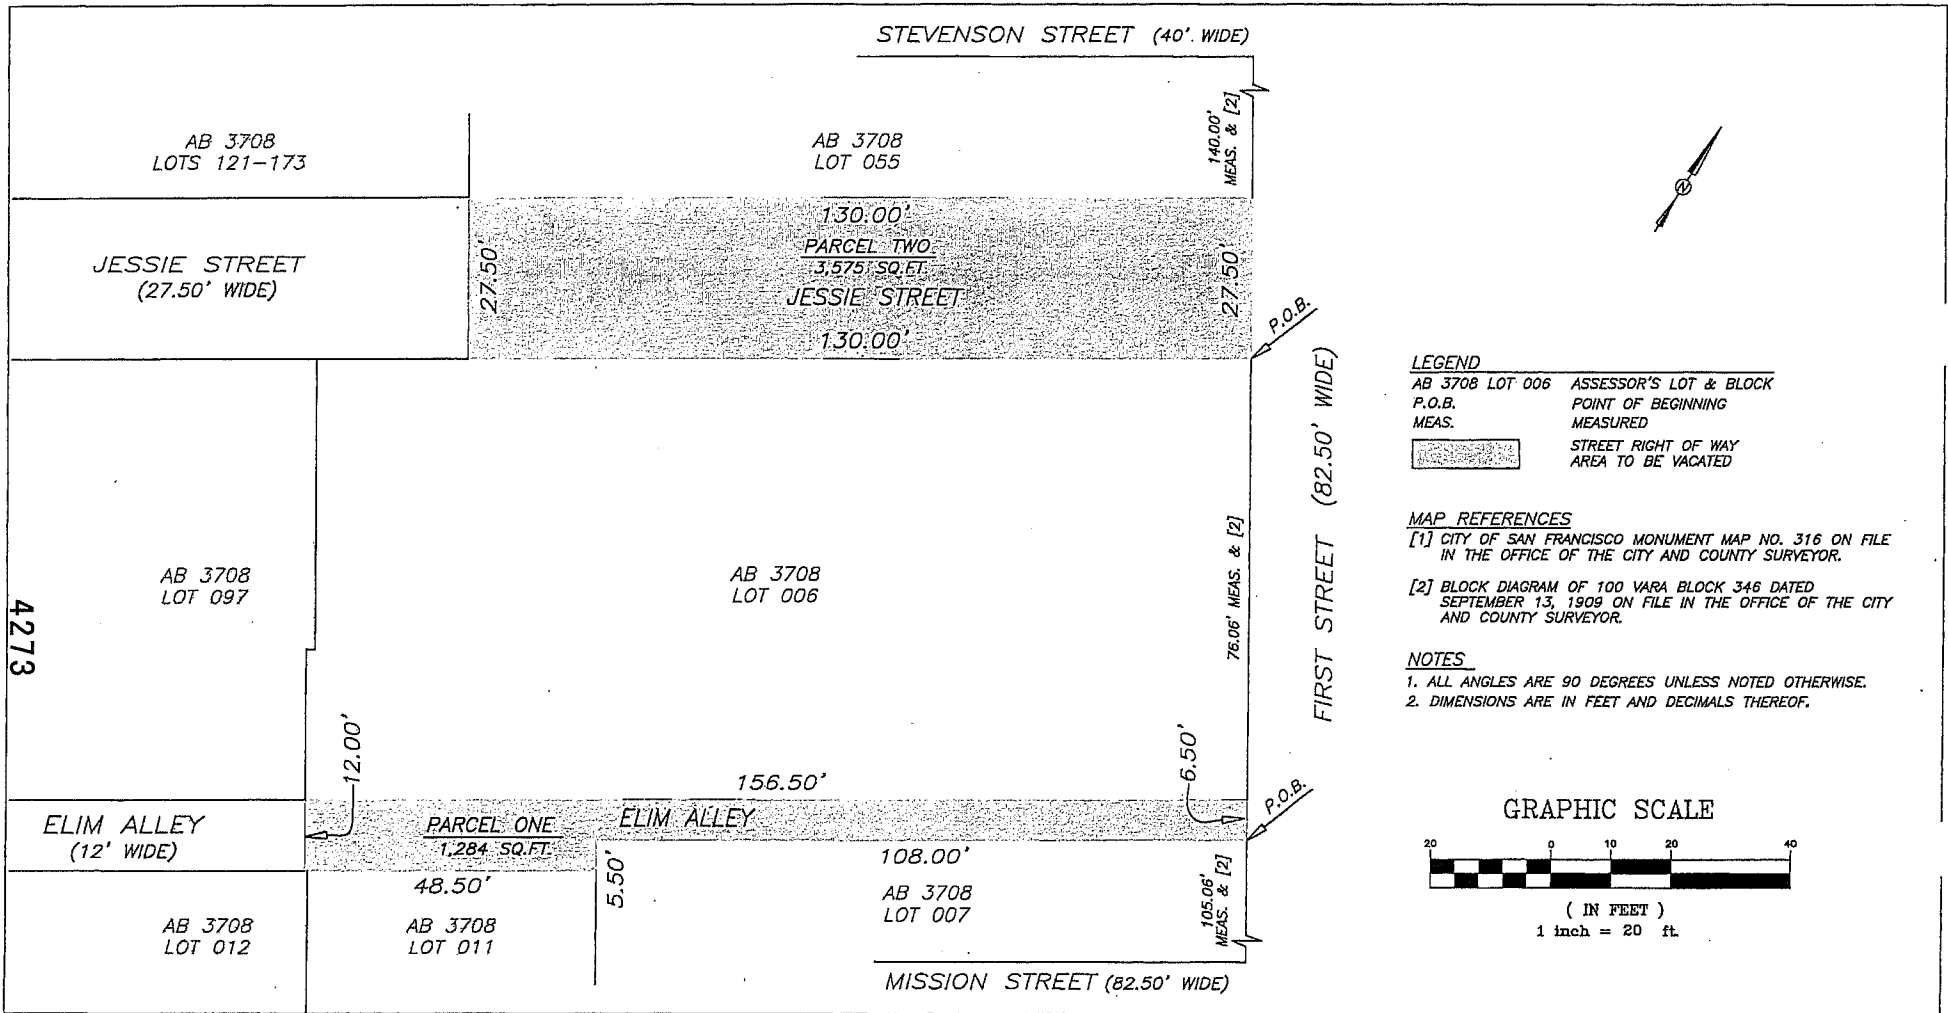 STEVENSON STREET (40'. WIDE)
140.00'
MEAS. & [2]
AB 3708
LOTS 121-173
AB 3708
LOT 055
130.00'
PARCEL TWO
3,575 SQ.FT.
JESSIE STREET
130.00'
27.50'
27.50'
JESSIE STREET
(27.50' WIDE)
P.O.B.
FIRST STREET (82.50' WIDE)
AB 3708
LOT 097
AB 3708
LOT 006
76.06' MEAS. & [2]
4273
12.00'
156.50'
6.50'
P.O.B.
ELIM ALLEY
(12' WIDE)
PARCEL ONE
1,284 SQ.FT.
ELIM ALLEY
108.00'
48.50'
5.50'
AB 3708
LOT 012
AB 3708
LOT 011
AB 3708
LOT 007
105.06'
MEAS. & [2]
MISSION STREET (82.50' WIDE)
N
LEGEND
AB 3708 LOT 006 ASSESSOR'S LOT & BLOCK
P.O.B. POINT OF BEGINNING
MEAS. MEASURED
STREET RIGHT OF WAY
AREA TO BE VACATED
MAP REFERENCES
[1] CITY OF SAN FRANCISCO MONUMENT MAP NO. 316 ON FILE
IN THE OFFICE OF THE CITY AND COUNTY SURVEYOR.
[2] BLOCK DIAGRAM OF 100 VARA BLOCK 346 DATED
SEPTEMBER 13, 1909 ON FILE IN THE OFFICE OF THE CITY
AND COUNTY SURVEYOR.
NOTES
1. ALL ANGLES ARE 90 DEGREES UNLESS NOTED OTHERWISE.
2. DIMENSIONS ARE IN FEET AND DECIMALS THEREOF.
GRAPHIC SCALE
20 0 10 20 40
( IN FEET )
1 inch = 20 ft.